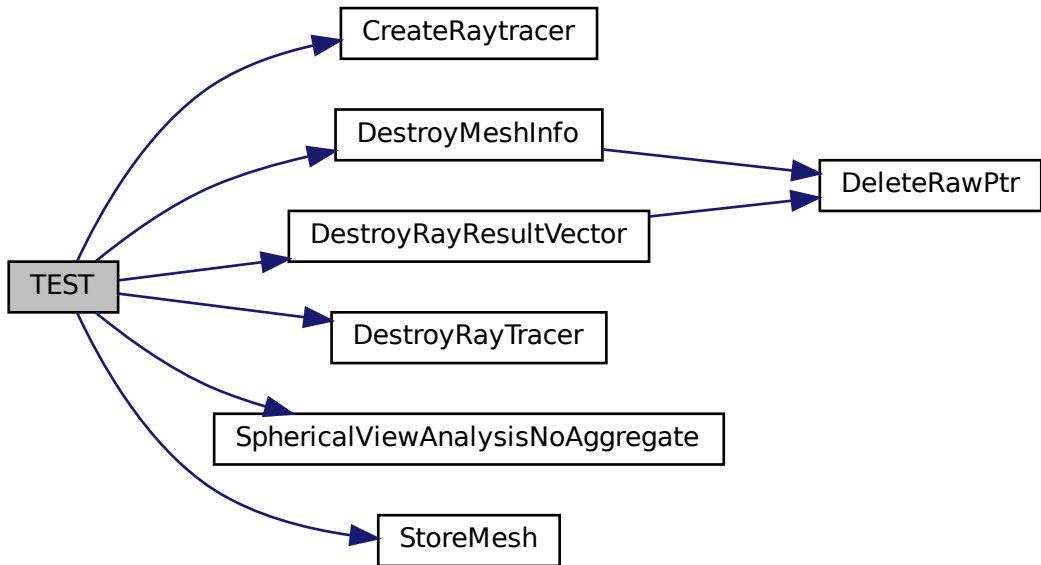 CreateRaytracer
DestroyMeshInfo
DeleteRawPtr
DestroyRayResultVector
TEST
DestroyRayTracer
SphericalViewAnalysisNoAggregate
StoreMesh